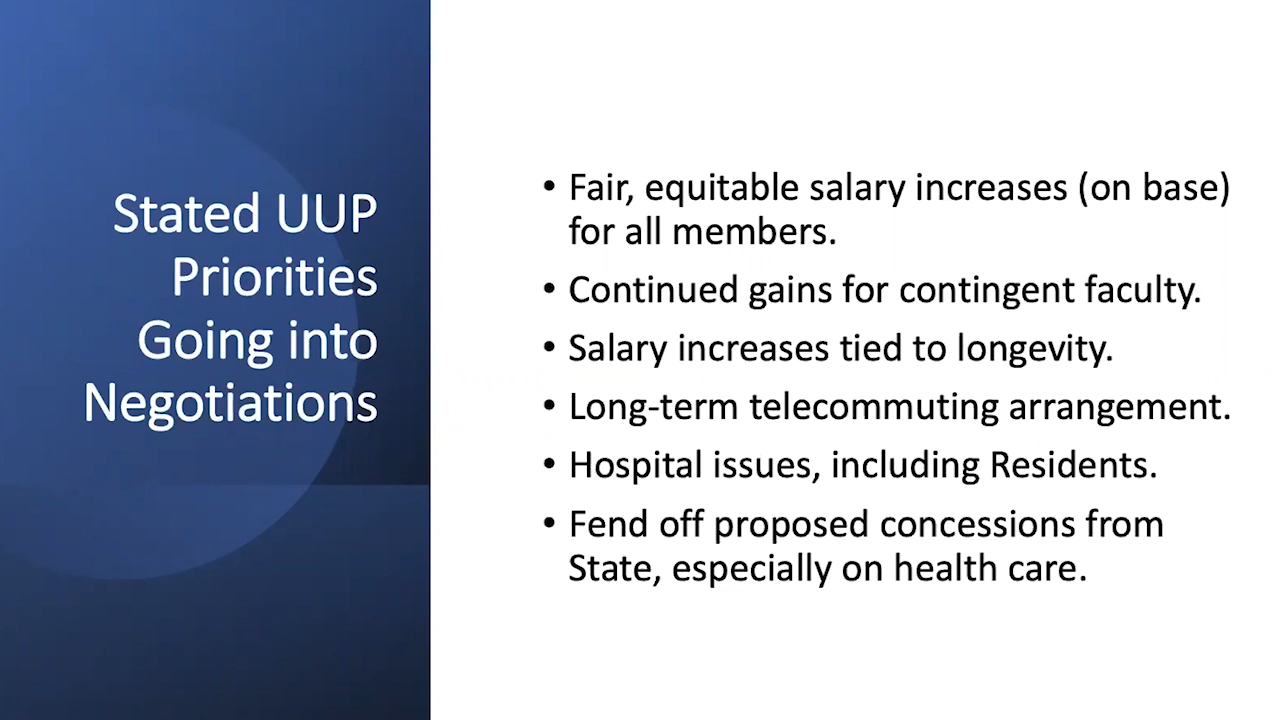 Stated UUP
Priorities
Going into
Negotiations
• Fair, equitable salary increases (on base)
for all members.
• Continued gains for contingent faculty.
• Salary increases tied to longevity.
• Long-term telecommuting arrangement.
• Hospital issues, including Residents.
• Fend off proposed concessions from
State, especially on health care.